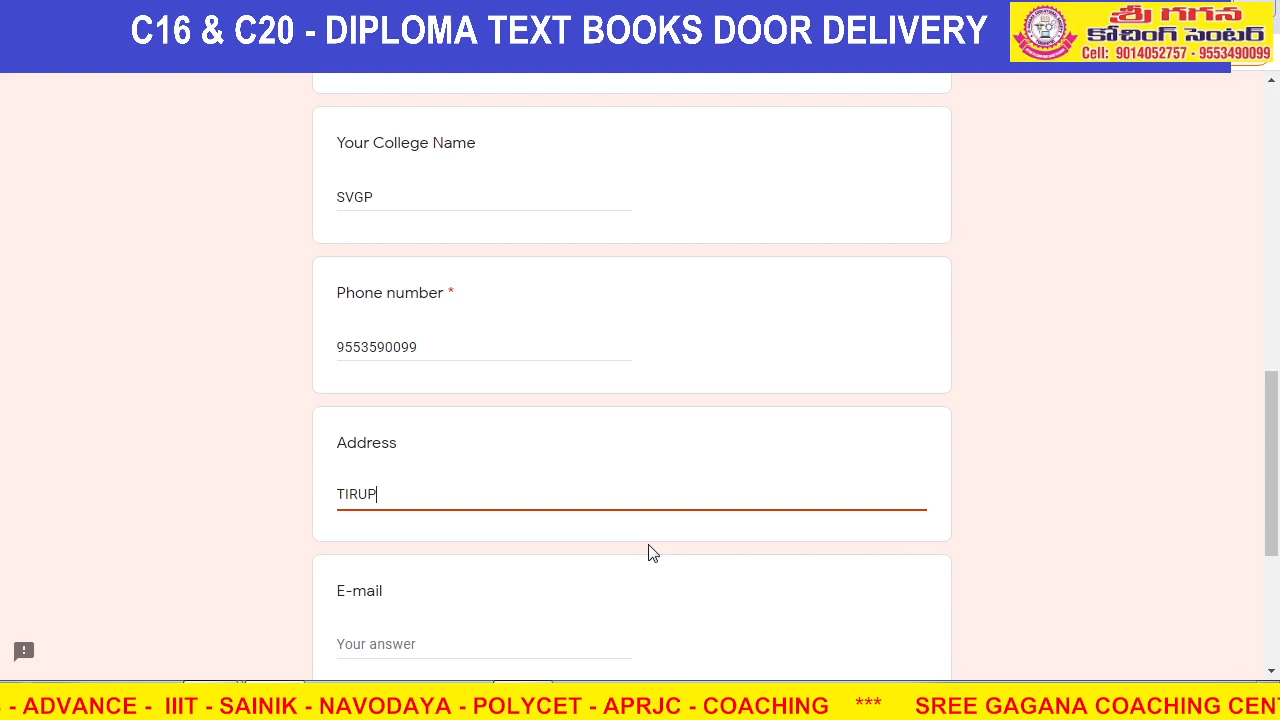 C16 & C20 - DIPLOMA TEXT BOOKS DOOR DELIVERY
శ్రీ గగన
కోచింగ్ సెంటర్
Cell: 9014052757 - 9553490099
Your College Name
SVGP
Phone number *
9553590099
Address
TIRUP
E-mail
Your answer
- ADVANCE - IIIT - SAINIK - NAVODAYA - POLYCET - APRJC - COACHING *** SREE GAGANA COACHING CEN